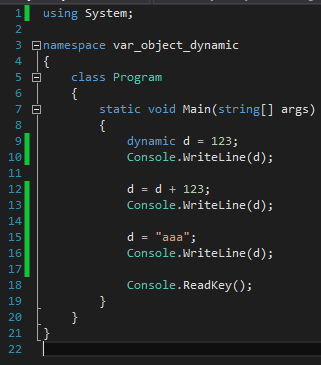 1 using System;
2
3 namespace var_object_dynamic
4 {
5 class Program
6 {
7 static void Main(string[] args)
8 {
9 dynamic d = 123;
10 Console.WriteLine(d);
11
12 d = d + 123;
13 Console.WriteLine(d);
14
15 d = "aaa";
16 Console.WriteLine(d);
17
18 Console.ReadKey();
19 }
20 }
21 }
22